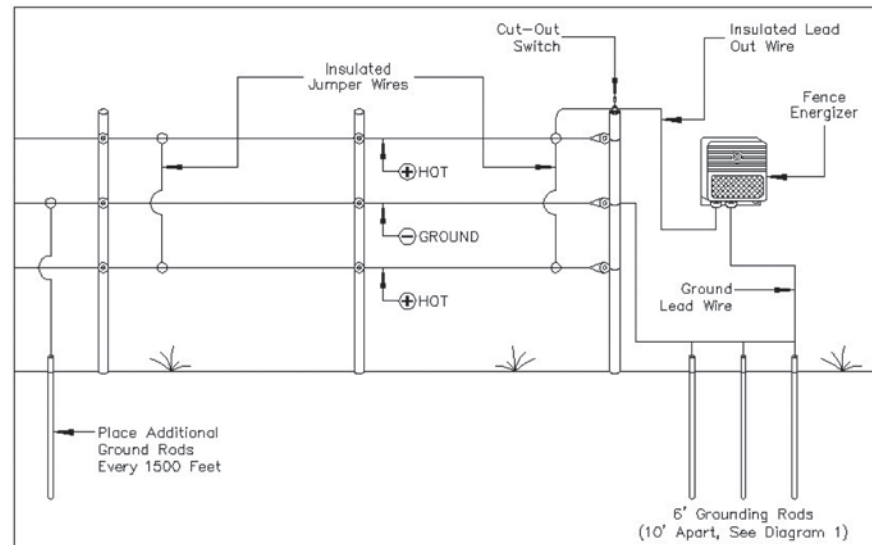 Cut-Out
Switch
Insulated Lead
Out Wire
Insulated
Jumper Wires
Fence
Energizer
+HOT
−GROUND
+HOT
Ground
Lead Wire
Place Additional
Ground Rods
Every 1500 Feet
6' Grounding Rods
(10' Apart, See Diagram 1)